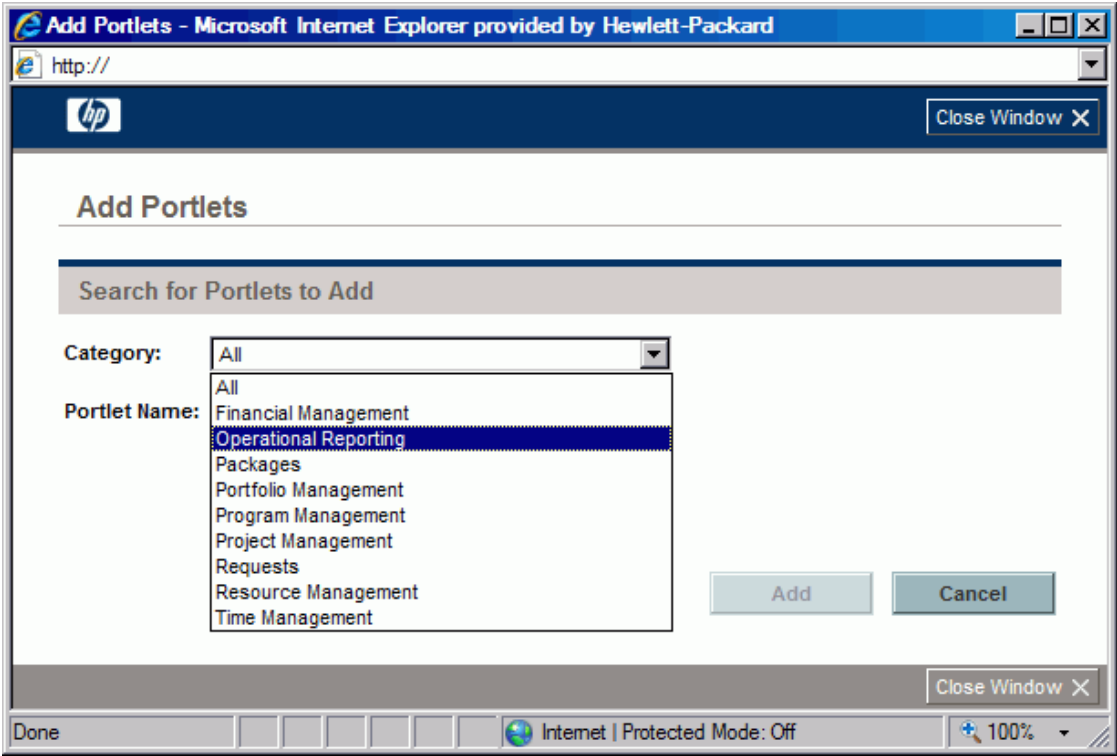 Add Portlets - Microsoft Internet Explorer provided by Hewlett-Packard
http://
hp
Close Window X
Add Portlets
Search for Portlets to Add
Category: All
All
Portlet Name: Financial Management
Operational Reporting
Packages
Portfolio Management
Program Management
Project Management
Requests
Resource Management
Time Management
Add Cancel
Close Window X
Done Internet | Protected Mode: Off 100%